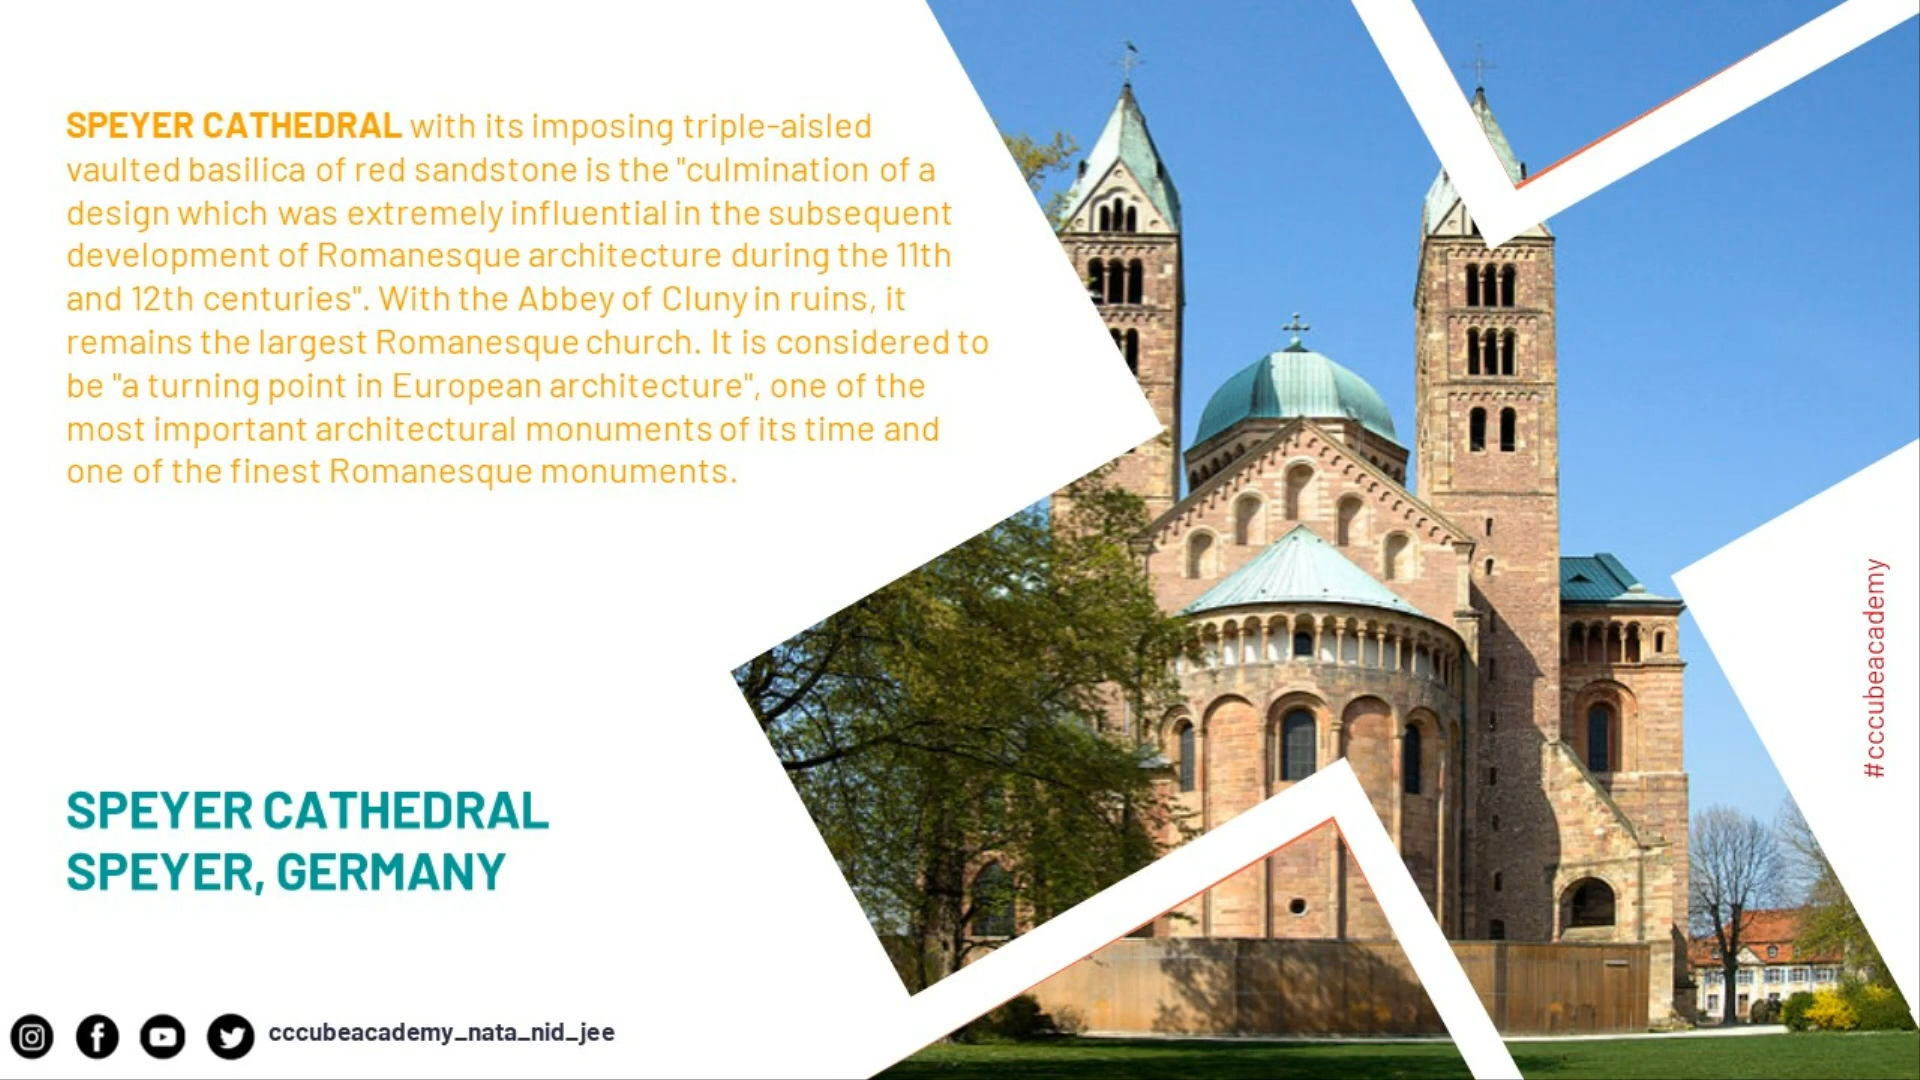 SPEYER CATHEDRAL with its imposing triple-aisled
vaulted basilica of red sandstone is the "culmination of a
design which was extremely influential in the subsequent
development of Romanesque architecture during the 11th
and 12th centuries". With the Abbey of Cluny in ruins, it
remains the largest Romanesque church. It is considered to
be "a turning point in European architecture", one of the
most important architectural monuments of its time and
one of the finest Romanesque monuments.
SPEYER CATHEDRAL
SPEYER, GERMANY
cccubeacademy_nata_nid_jee
#cccubeacademy